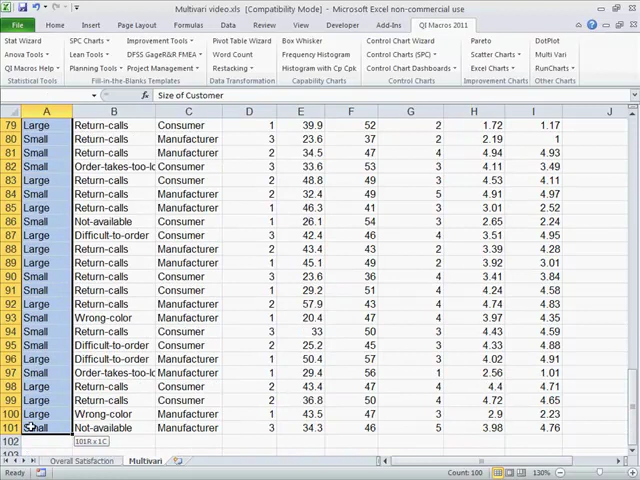 Multivari video.xls [Compatibility Mode] - Microsoft Excel non-commercial use
File Home Insert Page Layout Formulas Data Review View Developer Add-Ins QI Macros 2011
Stat Wizard SPC Charts Pivot Table Wizard Box Whisker Control Chart Wizard Pareto DotPlot
Anova Tools Lean Tools DFSS GageR&R FMEA Restacking Frequency Histogram Control Charts (SPC) Scatter Charts Multi Vari
QI Macros Help Planning Tools Project Management Word Count Histogram with Cp Cpk Control Chart Dashboards Improvement Charts RunCharts
Statistical Tools Fill-in-the-Blanks Templates Data Transformation Capability Charts Control Charts Improvement Charts Other Charts
fx Size of Customer
A B C D E F G H I J
79 Large Return-calls Consumer 1 39.9 52 2 1.72 1.17
80 Small Return-calls Manufacturer 3 23.6 37 2 2.19 1
81 Small Return-calls Manufacturer 2 34.5 47 4 4.94 4.93
82 Small Order-takes-too-lo Consumer 3 33.6 53 3 4.11 3.49
83 Large Return-calls Consumer 2 48.8 49 3 4.53 4.11
84 Small Return-calls Manufacturer 2 32.4 49 5 4.91 4.97
85 Large Return-calls Manufacturer 1 46.3 41 3 3.01 2.52
86 Small Not-available Consumer 1 26.1 54 3 2.65 2.24
87 Large Difficult-to-order Consumer 2 42.4 46 4 3.51 4.95
88 Large Return-calls Manufacturer 2 43.4 43 2 3.39 4.28
89 Large Return-calls Consumer 1 45.1 49 3 3.92 3.01
90 Small Return-calls Consumer 3 23.6 36 4 3.41 3.84
91 Small Return-calls Consumer 1 29.2 51 4 4.24 4.58
92 Large Return-calls Manufacturer 2 57.9 43 4 4.74 4.83
93 Small Wrong-color Manufacturer 1 20.4 47 4 3.97 4.35
94 Small Return-calls Consumer 3 33 50 3 4.43 4.59
95 Small Difficult-to-order Consumer 2 25.2 45 3 4.33 4.88
96 Large Difficult-to-order Manufacturer 1 50.4 57 3 4.02 4.91
97 Small Order-takes-too-lo Manufacturer 1 29.4 56 1 2.56 1.01
98 Large Return-calls Manufacturer 2 43.4 47 2 4.4 4.71
99 Large Return-calls Consumer 2 36.8 50 4 4.72 4.65
100 Large Wrong-color Manufacturer 1 43.5 47 3 2.9 2.23
101 Small Not-available Manufacturer 3 34.3 46 5 3.98 4.76
102 101R x 1C
103
Overall Satisfaction Multivari
Ready Count: 100 130%